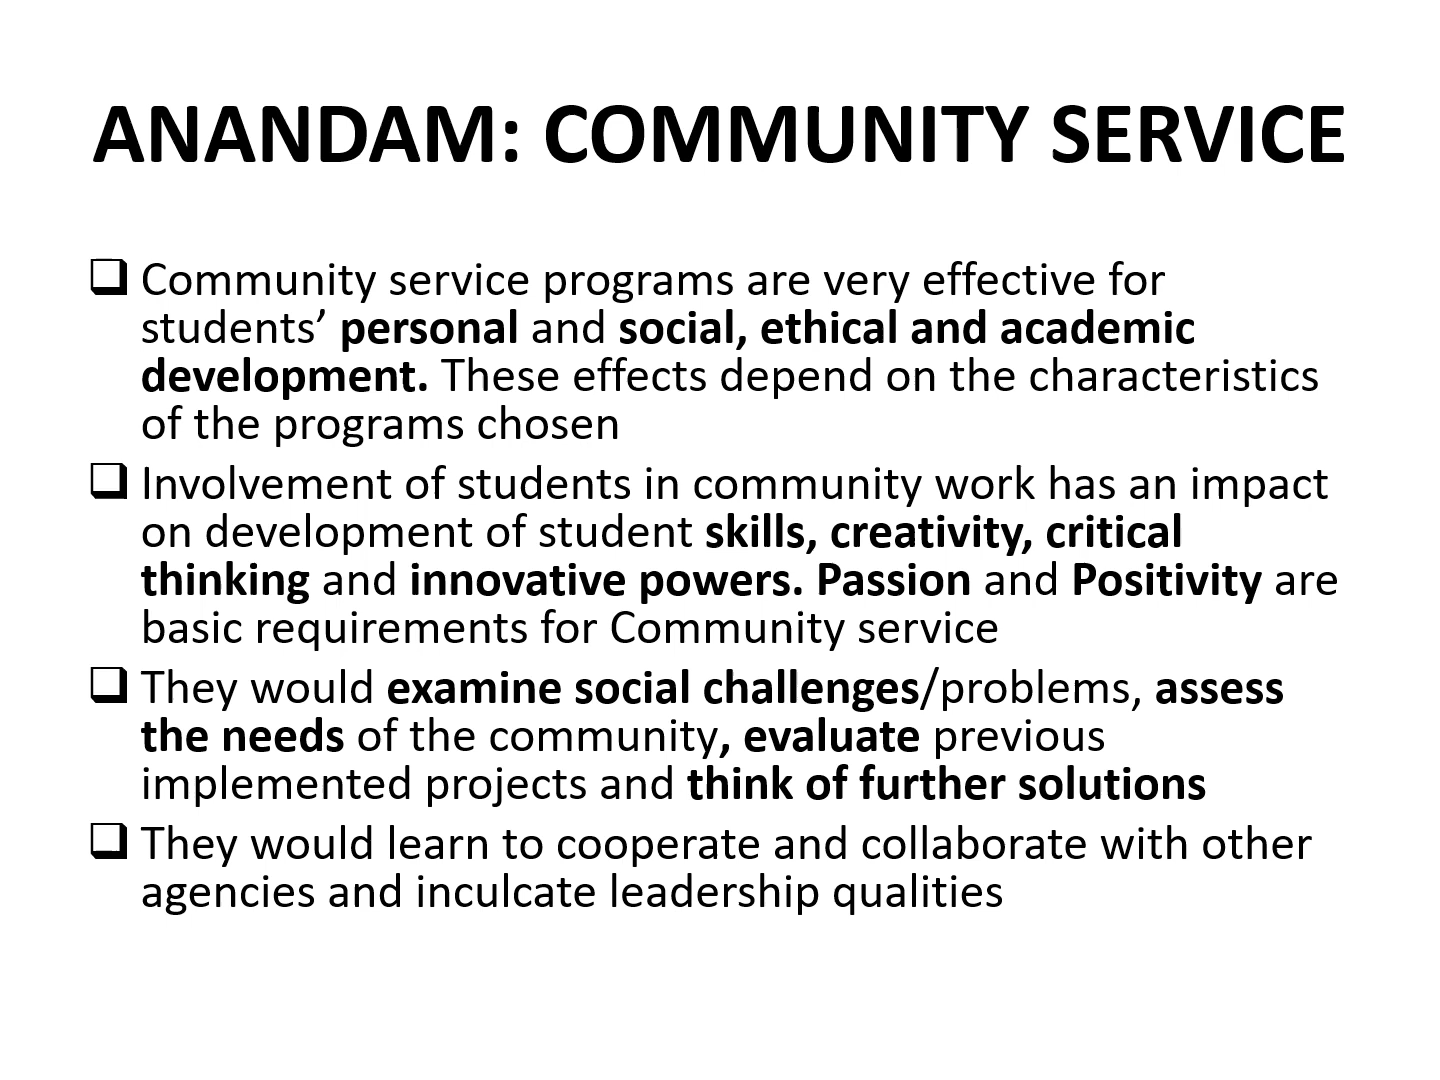 ANANDAM: COMMUNITY SERVICE
❑ Community service programs are very effective for
students’ personal and social, ethical and academic
development. These effects depend on the characteristics
of the programs chosen
❑ Involvement of students in community work has an impact
on development of student skills, creativity, critical
thinking and innovative powers. Passion and Positivity are
basic requirements for Community service
❑ They would examine social challenges/problems, assess
the needs of the community, evaluate previous
implemented projects and think of further solutions
❑ They would learn to cooperate and collaborate with other
agencies and inculcate leadership qualities